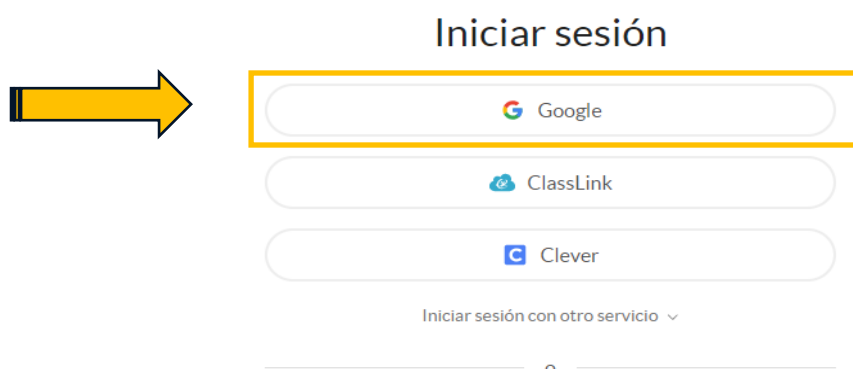 Iniciar sesión
Google
ClassLink
Clever
Iniciar sesión con otro servicio
o